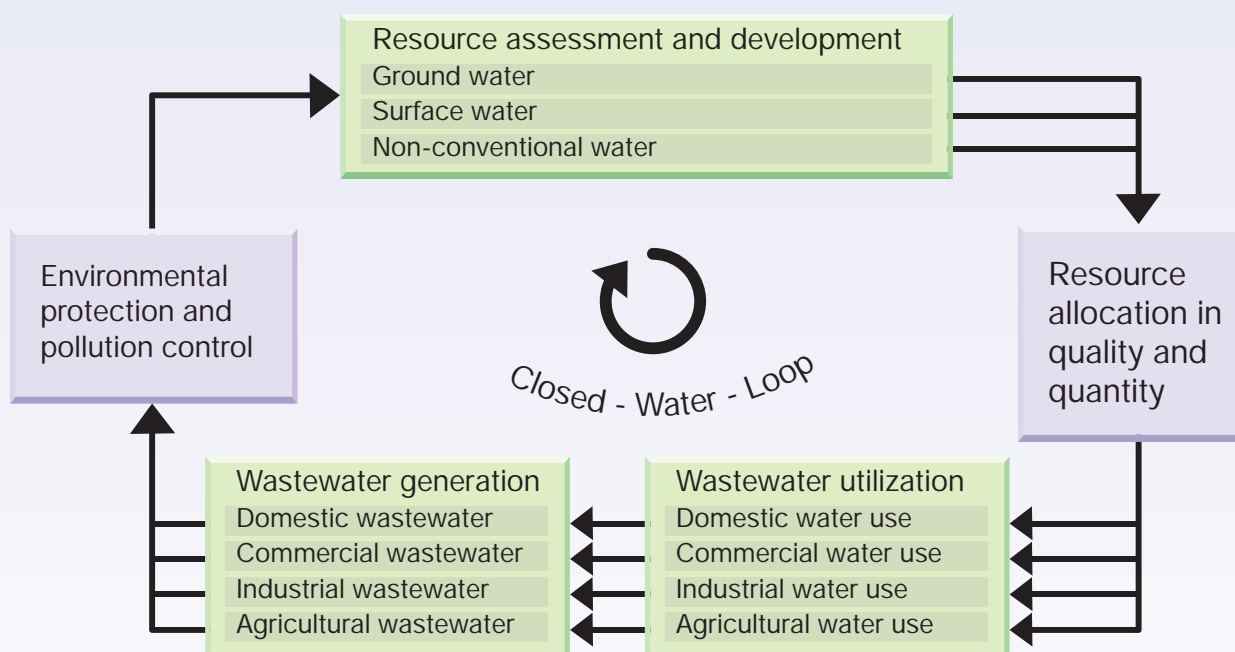 Resource assessment and development
Ground water
Surface water
Non-conventional water
Environmental
protection and
pollution control
Closed - Water - Loop
Resource
allocation in
quality and
quantity
Wastewater generation
Domestic wastewater
Commercial wastewater
Industrial wastewater
Agricultural wastewater
Wastewater utilization
Domestic water use
Commercial water use
Industrial water use
Agricultural water use